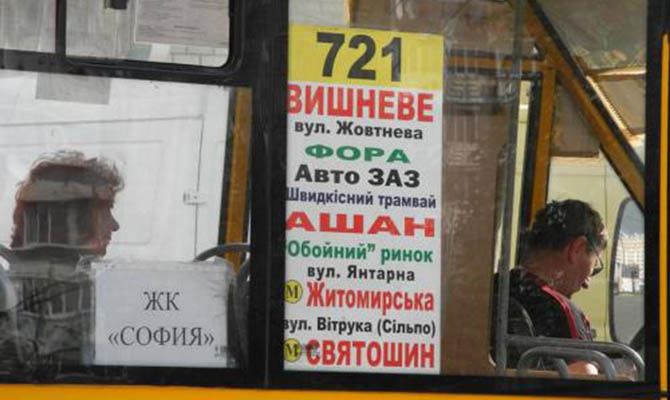 721
ВИШНЕВЕ
вул. Жовтнева
ФОРА
Авто ЗАЗ
Швидкісний трамвай
АШАН
"Обойний" ринок
вул. Янтарна
М Житомирська
вул. Вітрука (Сільпо)
М СВЯТОШИН
ЖК
«СОФИЯ»